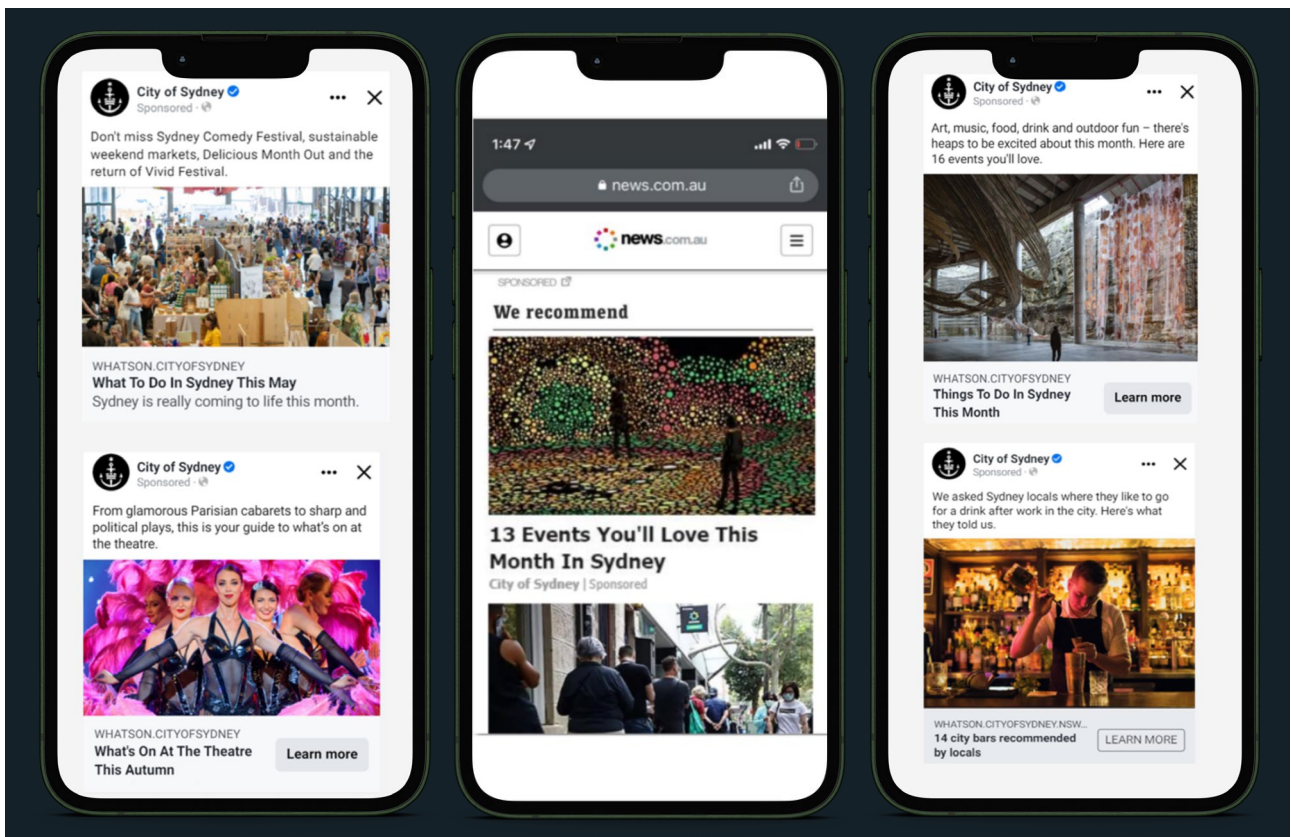 City of Sydney
Sponsored ·
Don't miss Sydney Comedy Festival, sustainable
weekend markets, Delicious Month Out and the
return of Vivid Festival.
WHATSON.CITYOFSYDNEY
What To Do In Sydney This May
Sydney is really coming to life this month.
City of Sydney
Sponsored ·
From glamorous Parisian cabarets to sharp and
political plays, this is your guide to what's on at
the theatre.
WHATSON.CITYOFSYDNEY
What's On At The Theatre
This Autumn
Learn more
1:47
news.com.au
news.com.au
SPONSORED
We recommend
13 Events You'll Love This
Month In Sydney
City of Sydney | Sponsored
City of Sydney
Sponsored ·
Art, music, food, drink and outdoor fun – there's
heaps to be excited about this month. Here are
16 events you'll love.
WHATSON.CITYOFSYDNEY
Things To Do In Sydney
This Month
Learn more
City of Sydney
Sponsored ·
We asked Sydney locals where they like to go
for a drink after work in the city. Here's what
they told us.
WHATSON.CITYOFSYDNEY.NSW...
14 city bars recommended
by locals
LEARN MORE